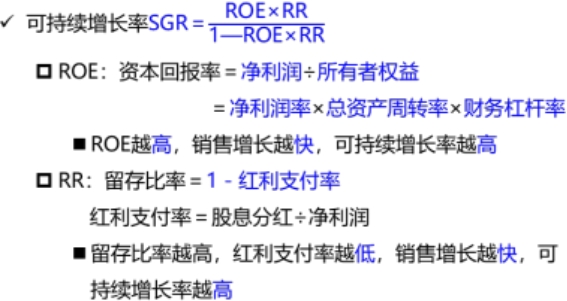 ✓ 可持续增长率SGR＝ROE×RR
1—ROE×RR
ROE：资本回报率＝净利润÷所有者权益
＝净利润率×总资产周转率×财务杠杆率
■ROE越高，销售增长越快，可持续增长率越高
RR：留存比率＝1－红利支付率
红利支付率＝股息分红÷净利润
■留存比率越高，红利支付率越低，销售增长越快，可
持续增长率越高